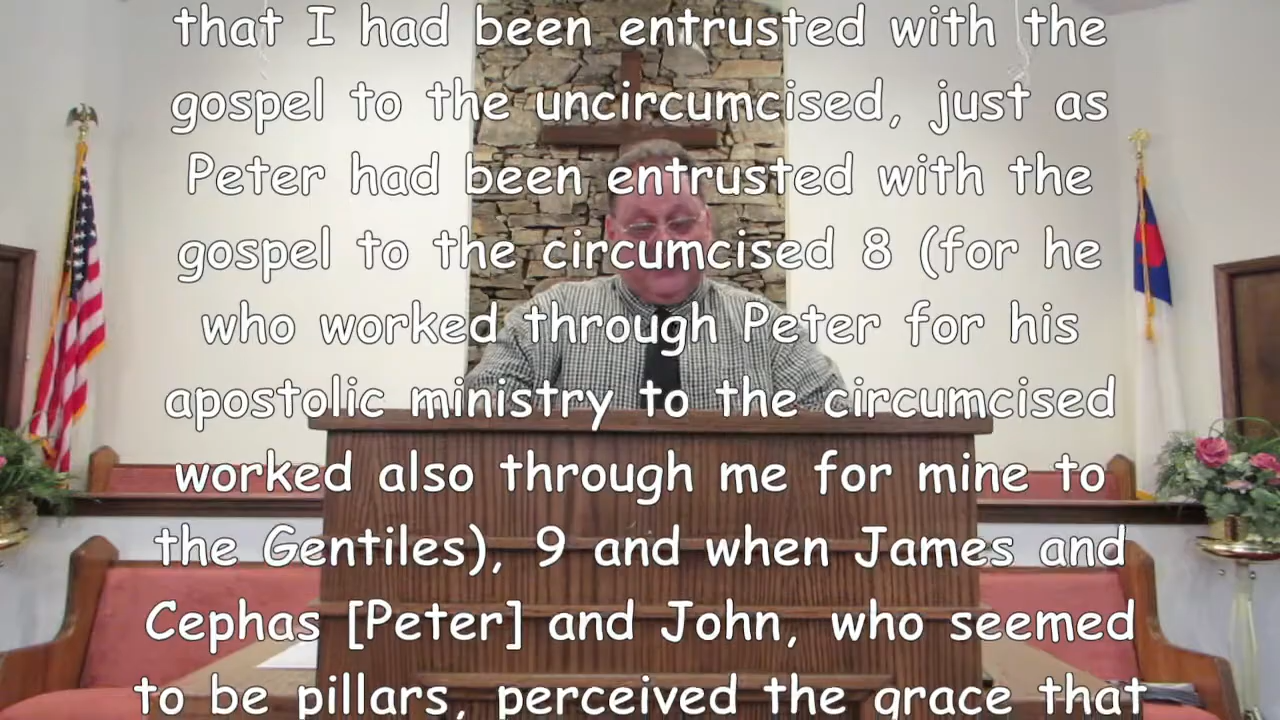 that I had been entrusted with the
gospel to the uncircumcised, just as
Peter had been entrusted with the
gospel to the circumcised 8 (for he
who worked through Peter for his
apostolic ministry to the circumcised
worked also through me for mine to
the Gentiles), 9 and when James and
Cephas [Peter] and John, who seemed
to be pillars, perceived the grace that